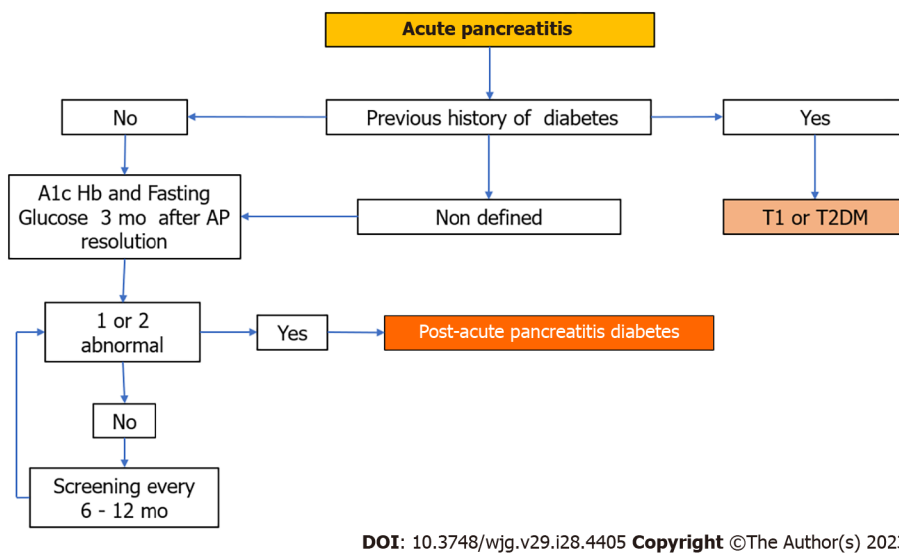 Acute pancreatitis
No
Previous history of diabetes
Yes
A1c Hb and Fasting
Glucose 3 mo after AP
resolution
Non defined
T1 or T2DM
1 or 2
abnormal
Yes
Post-acute pancreatitis diabetes
No
Screening every
6 - 12 mo
DOI: 10.3748/wjg.v29.i28.4405 Copyright ©The Author(s) 202